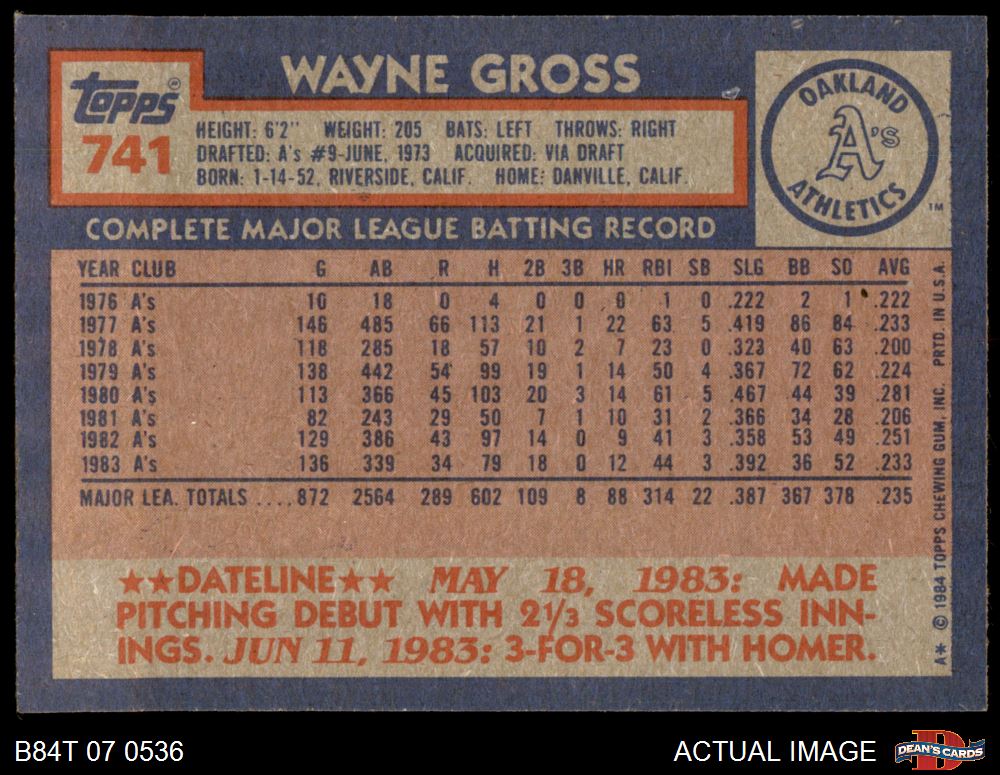 WAYNE GROSS
Topps®
741
HEIGHT: 6'2" WEIGHT: 205 BATS: LEFT THROWS: RIGHT
DRAFTED: A's #9-JUNE, 1973 ACQUIRED: VIA DRAFT
BORN: 1-14-52, RIVERSIDE, CALIF. HOME: DANVILLE, CALIF.
OAKLAND
A's
ATHLETICS
TM
COMPLETE MAJOR LEAGUE BATTING RECORD
YEAR CLUB G AB R H 2B 3B HR RBI SB SLG BB SO AVG
1976 A's 10 18 0 4 0 0 0 1 0 .222 2 1 .222
1977 A's 146 485 66 113 21 1 22 63 5 .419 86 84 .233
1978 A's 118 285 18 57 10 2 7 23 0 .323 40 63 .200
1979 A's 138 442 54 99 19 1 14 50 4 .367 72 62 .224
1980 A's 113 366 45 103 20 3 14 61 5 .467 44 39 .281
1981 A's 82 243 29 50 7 1 10 31 2 .366 34 28 .206
1982 A's 129 386 43 97 14 0 9 41 3 .358 53 49 .251
1983 A's 136 339 34 79 18 0 12 44 3 .392 36 52 .233
MAJOR LEA. TOTALS ....872 2564 289 602 109 8 88 314 22 .387 367 378 .235
★★DATELINE★★ MAY 18, 1983: MADE
PITCHING DEBUT WITH 2⅓ SCORELESS INN-
INGS. JUN 11, 1983: 3-FOR-3 WITH HOMER.
A* © 1984 TOPPS CHEWING GUM, INC. PRTD. IN U.S.A.
B84T 07 0536
ACTUAL IMAGE
DEAN'S CARDS